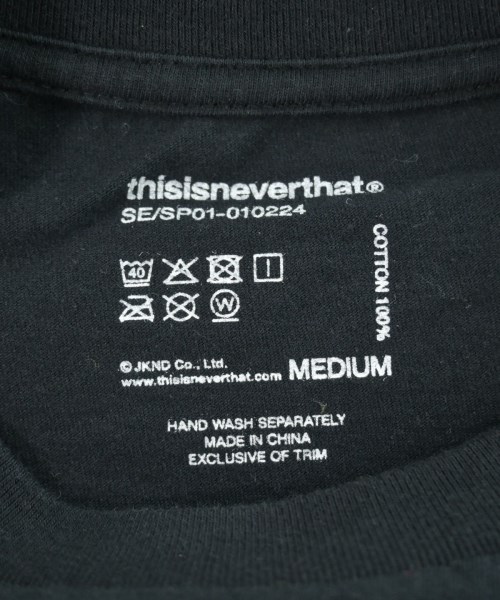 thisisneverthat®
SE/SP01-010224
40
W
COTTON 100%
© JKND Co., Ltd.
www.thisisneverthat.com
MEDIUM
HAND WASH SEPARATELY
MADE IN CHINA
EXCLUSIVE OF TRIM